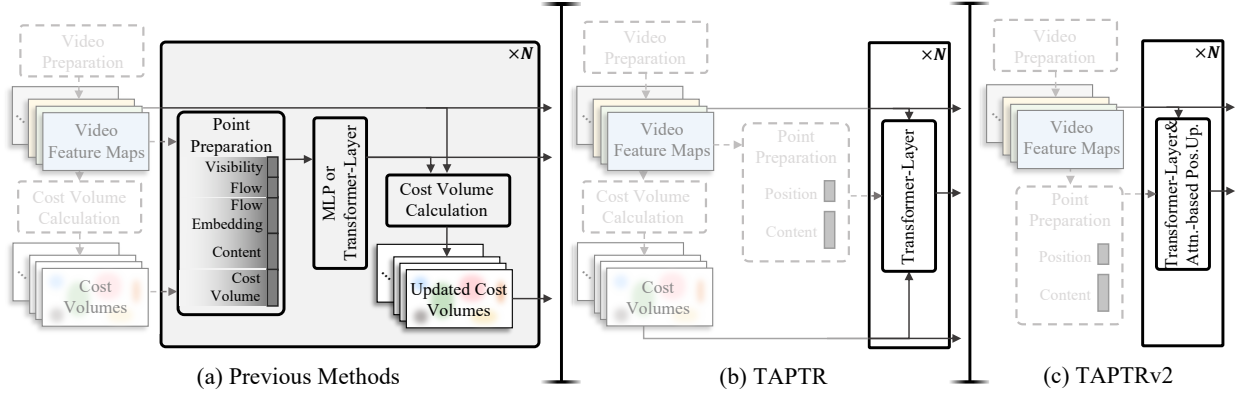 Video
Preparation
Video
Feature Maps
Cost Volume
Calculation
Cost
Volumes
×N
Point
Preparation
Visibility
Flow
Flow
Embedding
Content
Cost
Volume
MLP or
Transformer-Layer
Cost Volume
Calculation
Updated Cost
Volumes
(a) Previous Methods
Video
Preparation
Video
Feature Maps
Cost Volume
Calculation
Cost
Volumes
Point
Preparation
Position
Content
×N
Transformer-Layer
(b) TAPTR
Video
Preparation
Video
Feature Maps
Point
Preparation
Position
Content
×N
Transformer-Layer&
Attn.-based Pos.Up.
(c) TAPTRv2